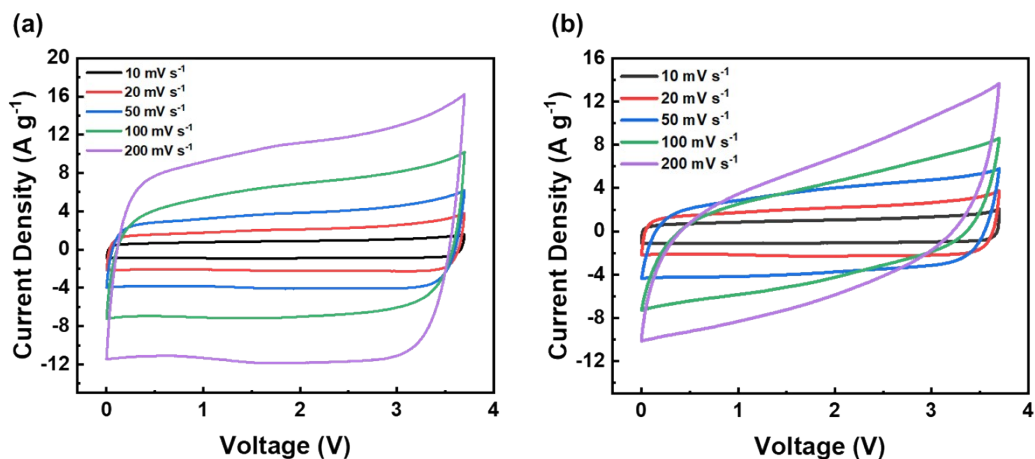 (a)
20
16
12
8
4
0
-4
-8
-12
Current Density (A g⁻¹)
10 mV s⁻¹
20 mV s⁻¹
50 mV s⁻¹
100 mV s⁻¹
200 mV s⁻¹
0 1 2 3 4
Voltage (V)
(b)
16
12
8
4
0
-4
-8
-12
Current Density (A g⁻¹)
10 mV s⁻¹
20 mV s⁻¹
50 mV s⁻¹
100 mV s⁻¹
200 mV s⁻¹
0 1 2 3 4
Voltage (V)